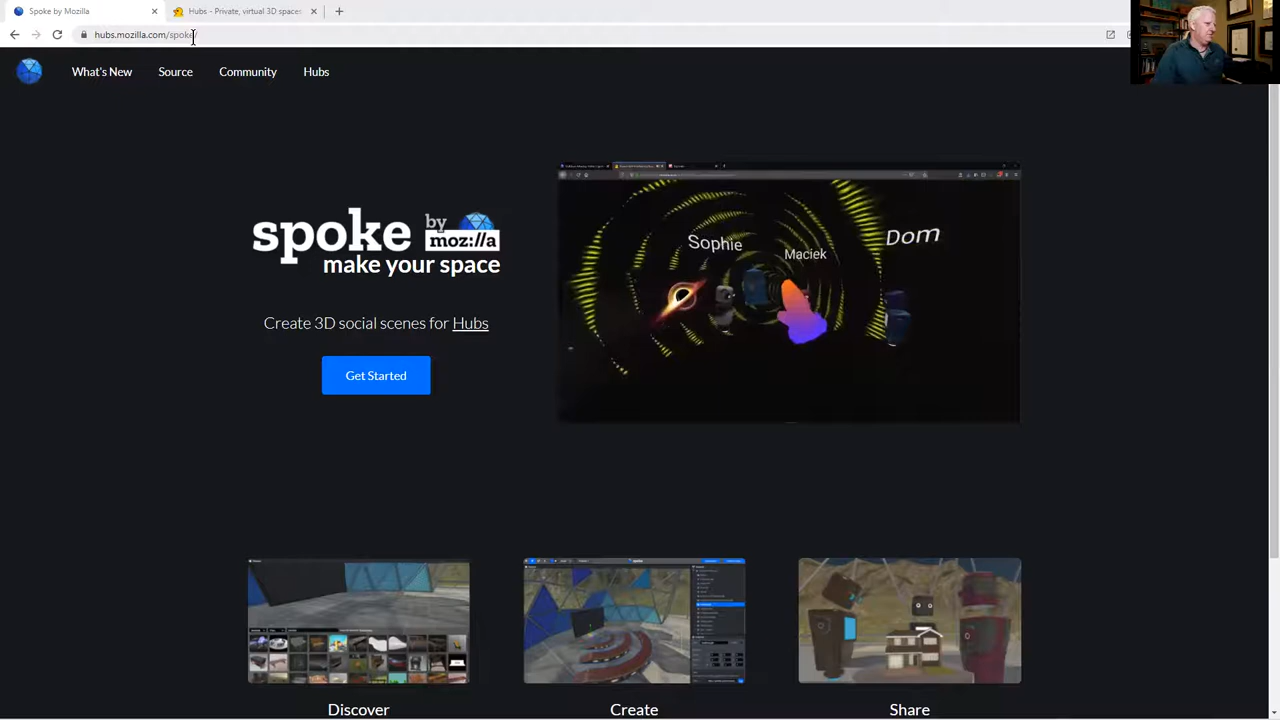 Spoke by Mozilla
Hubs - Private, virtual 3D spaces
hubs.mozilla.com/spoke/
What's New Source Community Hubs
spoke by moz://a
make your space
Create 3D social scenes for Hubs
Get Started
Sophie
Maciek
Dom
Discover Create Share